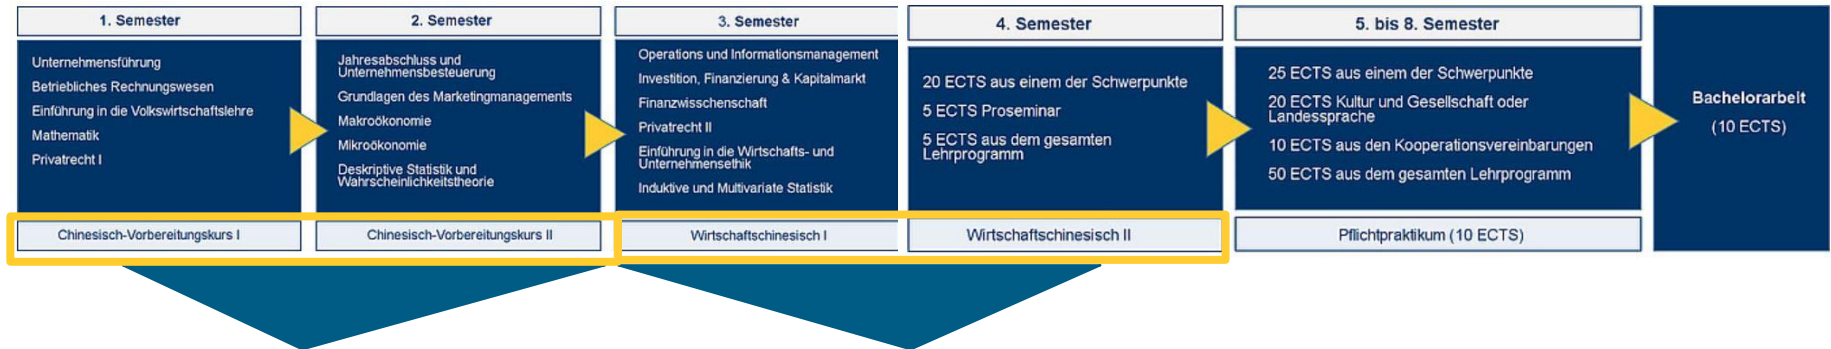 1. Semester
Unternehmensführung
Betriebliches Rechnungswesen
Einführung in die Volkswirtschaftslehre
Mathematik
Privatrecht I
Chinesisch-Vorbereitungskurs I
2. Semester
Jahresabschluss und
Unternehmensbesteuerung
Grundlagen des Marketingmanagements
Makroökonomie
Mikroökonomie
Deskriptive Statistik und
Wahrscheinlichkeitstheorie
Chinesisch-Vorbereitungskurs II
3. Semester
Operations und Informationsmanagement
Investition, Finanzierung & Kapitalmarkt
Finanzwisschenschaft
Privatrecht II
Einführung in die Wirtschafts- und
Unternehmensethik
Induktive und Multivariate Statistik
Wirtschaftschinesisch I
4. Semester
20 ECTS aus einem der Schwerpunkte
5 ECTS Proseminar
5 ECTS aus dem gesamten
Lehrprogramm
Wirtschaftschinesisch II
5. bis 8. Semester
25 ECTS aus einem der Schwerpunkte
20 ECTS Kultur und Gesellschaft oder
Landessprache
10 ECTS aus den Kooperationsvereinbarungen
50 ECTS aus dem gesamten Lehrprogramm
Pflichtpraktikum (10 ECTS)
Bachelorarbeit
(10 ECTS)